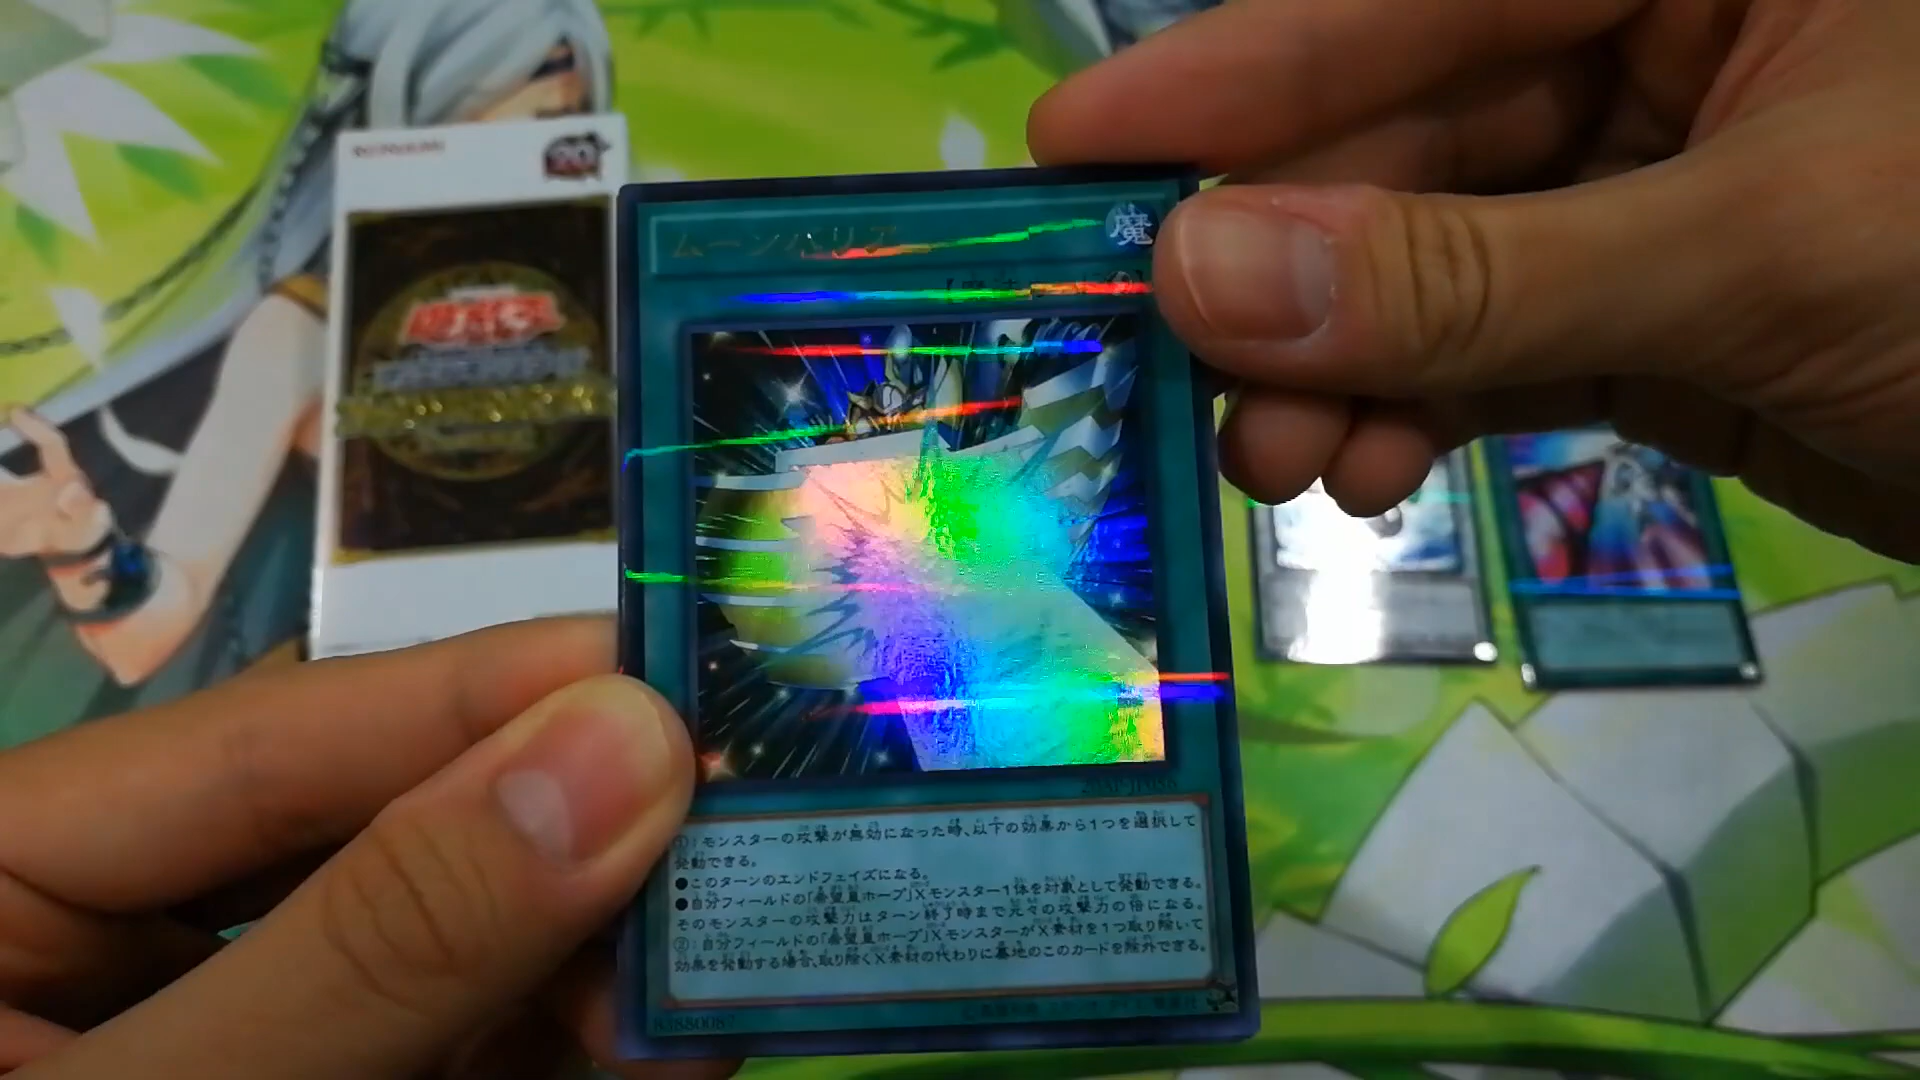 KONAMI
20
ムーンバリア
魔
①：モンスターの攻撃が無効になった時、以下の効果から1つを選択して
発動できる。
●このターンのエンドフェイズになる。
●自分フィールドの「希望皇ホープ」Xモンスター1体を対象として発動できる。
そのモンスターの攻撃力はターン終了時まで元々の攻撃力の倍になる。
②：自分フィールドの「希望皇ホープ」XモンスターがX素材を1つ取り除いて
効果を発動する場合、取り除くX素材の代わりに墓地のこのカードを除外できる。
83880087